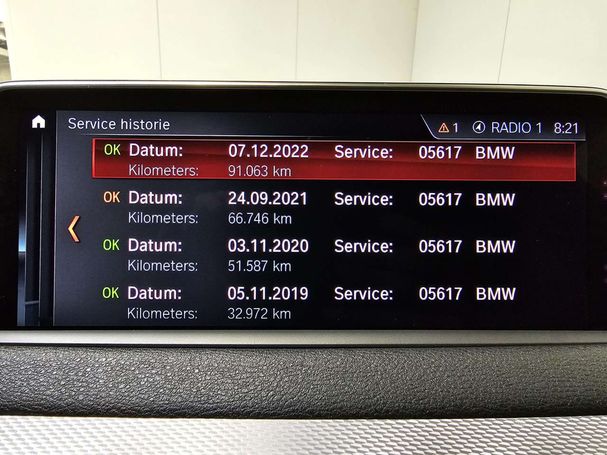 Service historie
1 RADIO 1 8:21
OK Datum: 07.12.2022 Service: 05617 BMW
Kilometers: 91.063 km
OK Datum: 24.09.2021 Service: 05617 BMW
Kilometers: 66.746 km
OK Datum: 03.11.2020 Service: 05617 BMW
Kilometers: 51.587 km
OK Datum: 05.11.2019 Service: 05617 BMW
Kilometers: 32.972 km